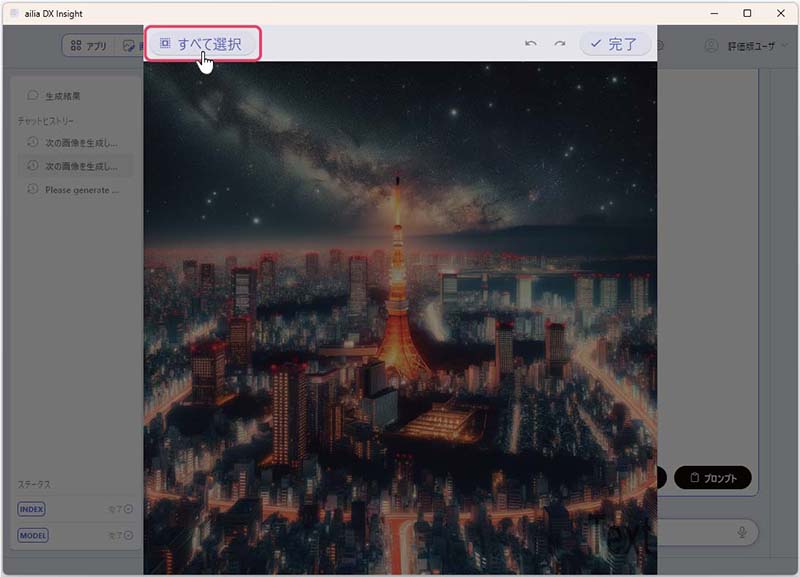 ailia DX Insight
アプリ
すべて選択
完了
評価版ユーザ
生成結果
チャットヒストリー
次の画像を生成し...
次の画像を生成し...
Please generate ...
プロンプト
ステータス
INDEX 完了
MODEL 完了
Text